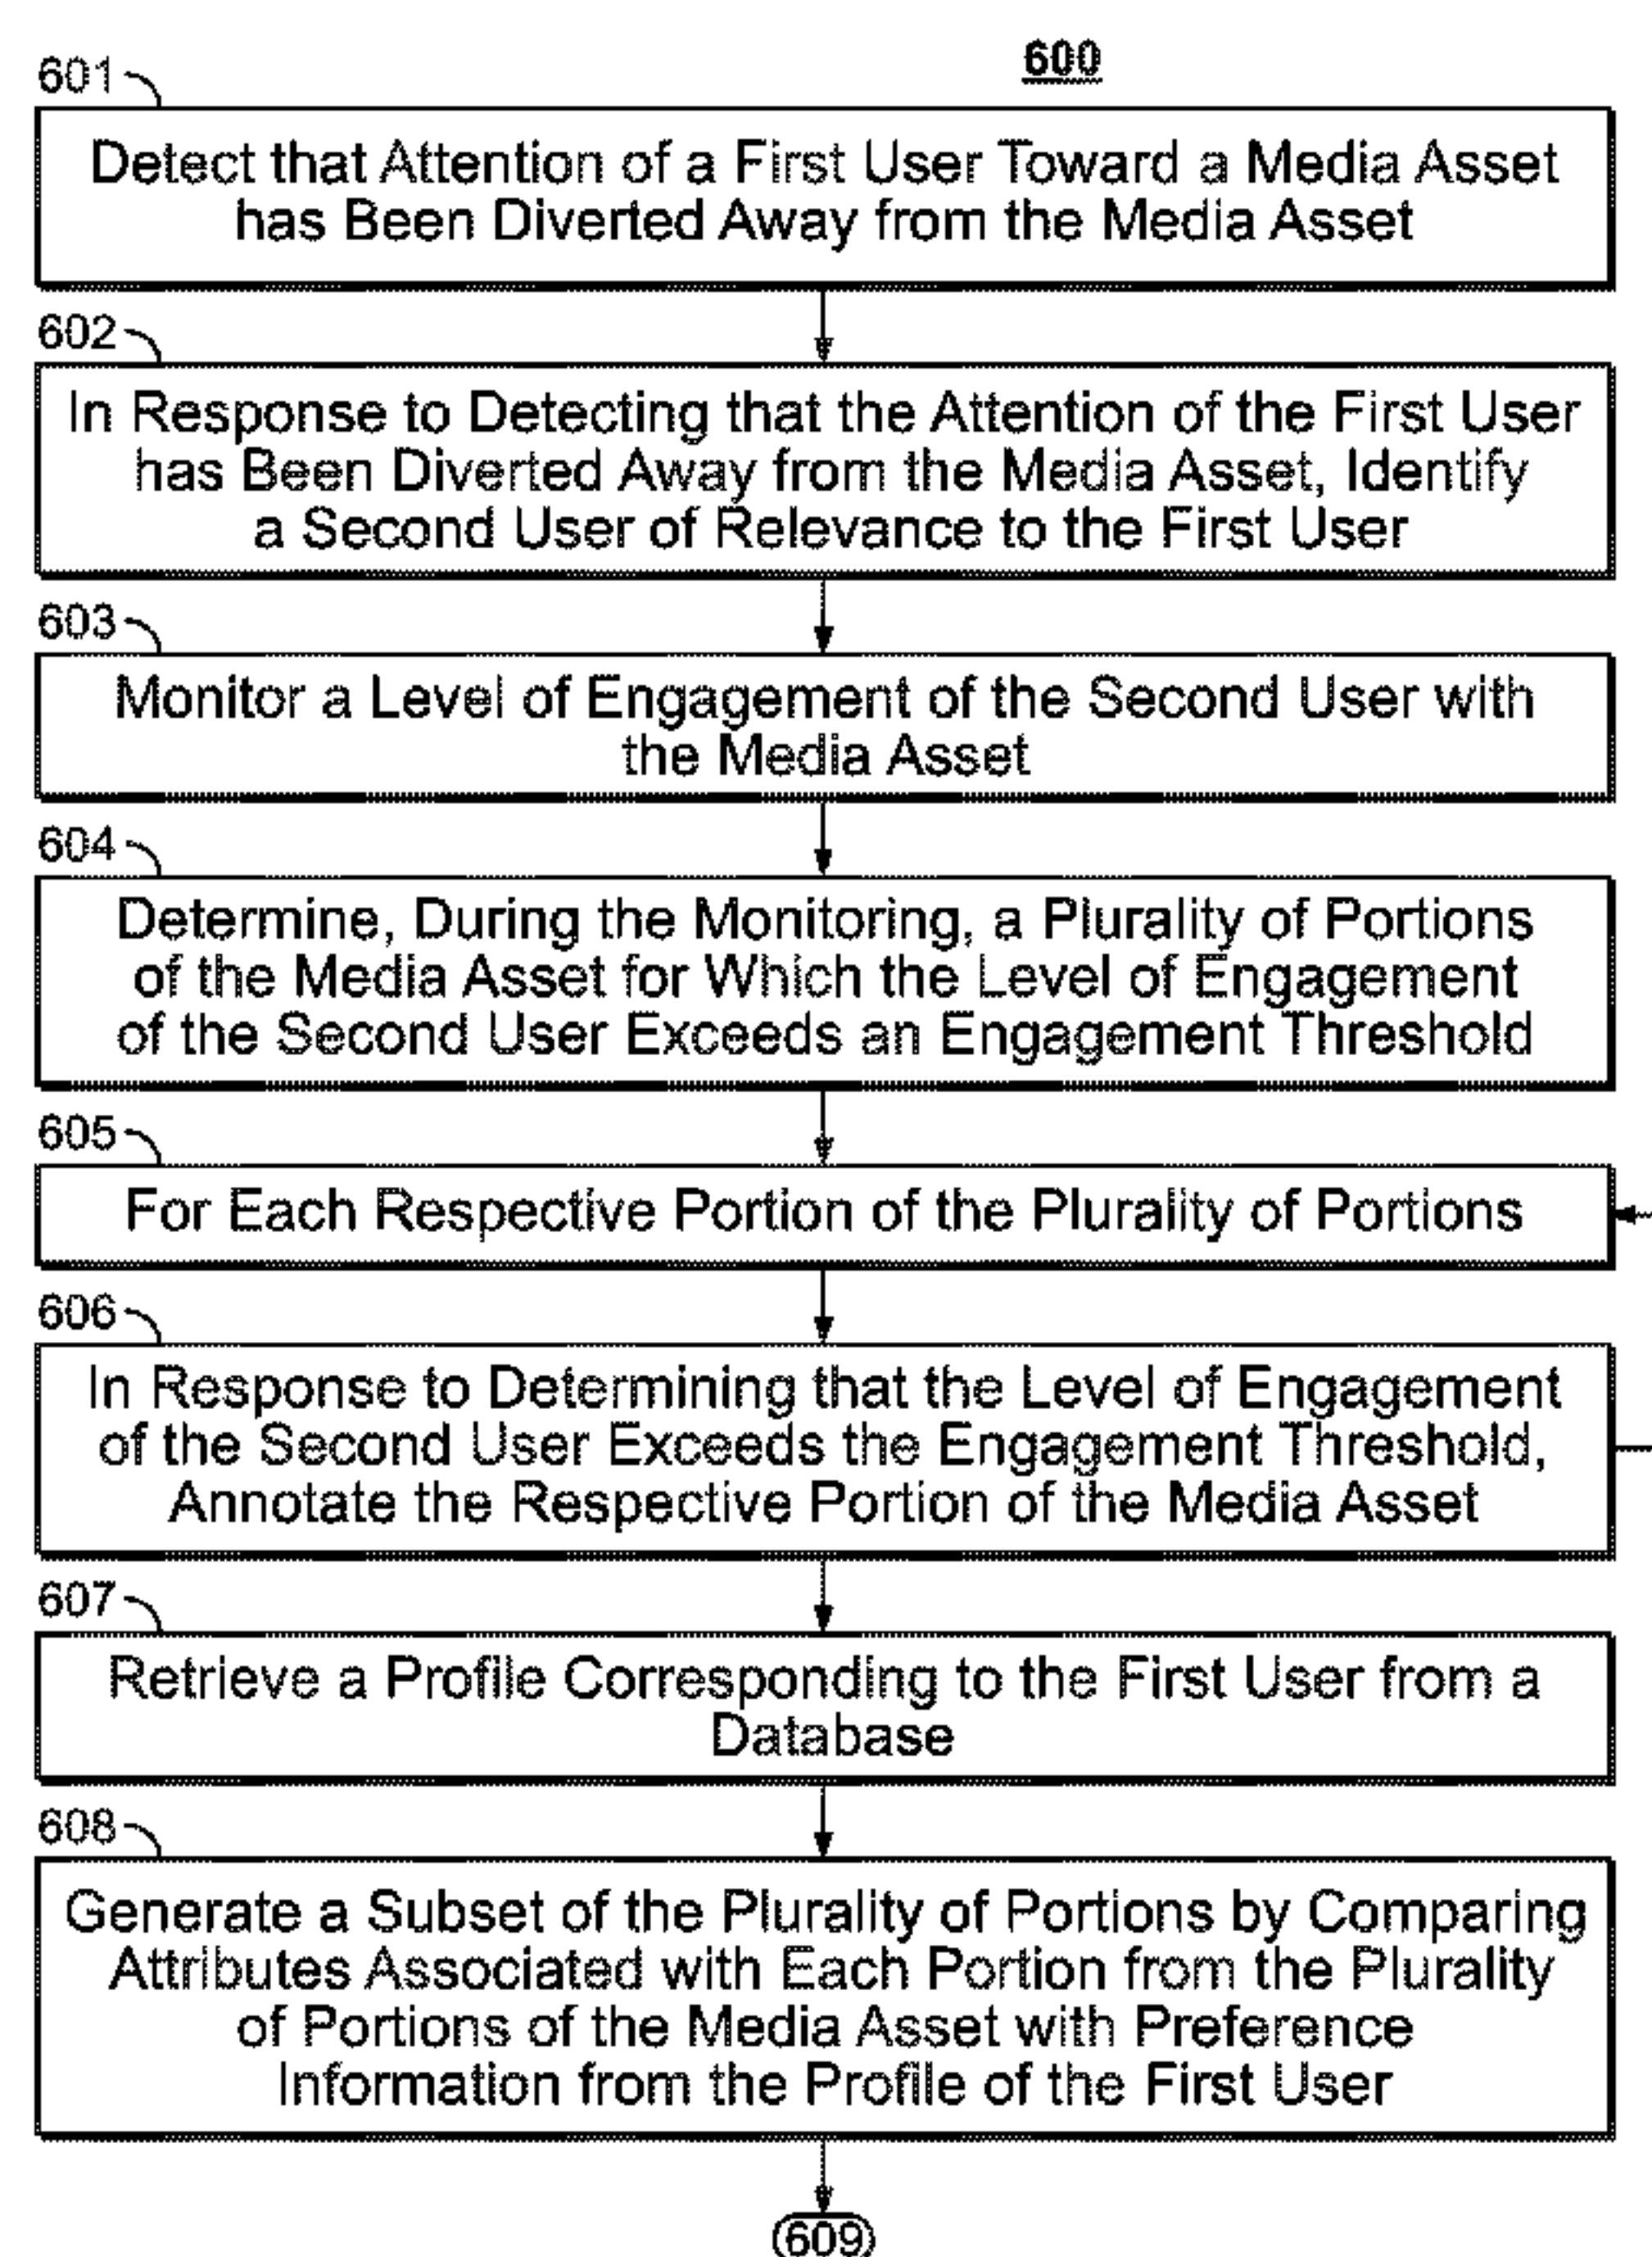 600
601
Detect that Attention of a First User Toward a Media Asset
has Been Diverted Away from the Media Asset
602
In Response to Detecting that the Attention of the First User
has Been Diverted Away from the Media Asset, Identify
a Second User of Relevance to the First User
603
Monitor a Level of Engagement of the Second User with
the Media Asset
604
Determine, During the Monitoring, a Plurality of Portions
of the Media Asset for Which the Level of Engagement
of the Second User Exceeds an Engagement Threshold
605
For Each Respective Portion of the Plurality of Portions
606
In Response to Determining that the Level of Engagement
of the Second User Exceeds the Engagement Threshold,
Annotate the Respective Portion of the Media Asset
607
Retrieve a Profile Corresponding to the First User from a
Database
608
Generate a Subset of the Plurality of Portions by Comparing
Attributes Associated with Each Portion from the Plurality
of Portions of the Media Asset with Preference
Information from the Profile of the First User
609